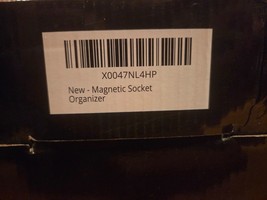 X0047NL4HP
New - Magnetic Socket
Organizer